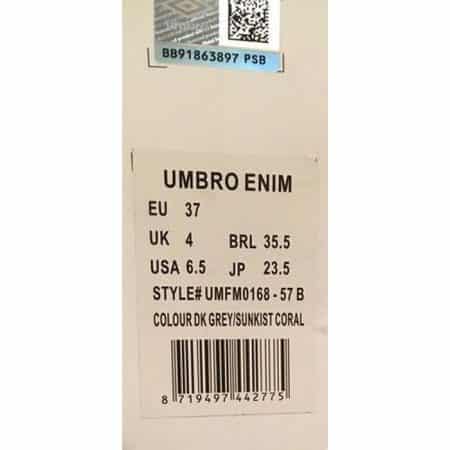 BB91863897 PSB
UMBRO ENIM
EU 37
UK 4 BRL 35.5
USA 6.5 JP 23.5
STYLE# UMFM0168 - 57 B
COLOUR DK GREY/SUNKIST CORAL
8 719497 442775